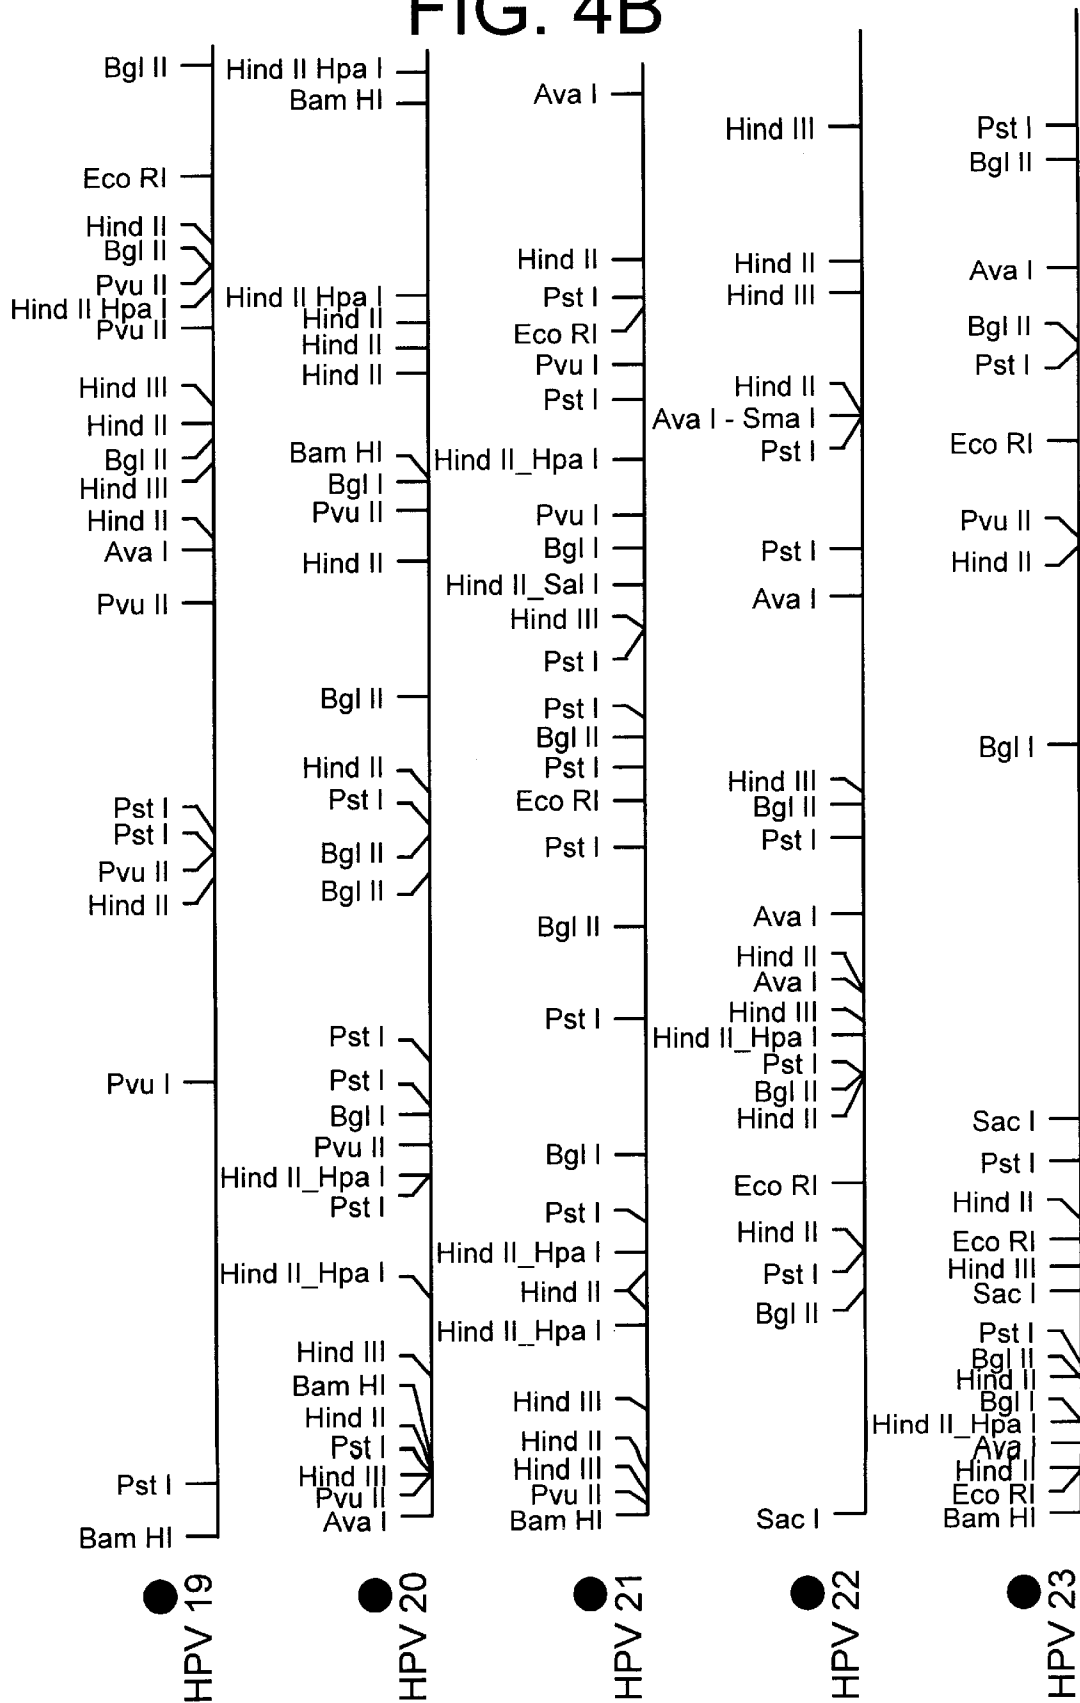 FIG. 4B
Bgl II
Eco RI
Hind II
Bgl II
Pvu II
Hind II Hpa I
Pvu II
Hind III
Hind II
Bgl II
Hind III
Hind II
Ava I
Pvu II
Pst I
Pst I
Pvu II
Hind II
Pvu I
Pst I
Bam HI
HPV 19
Hind II Hpa I
Bam HI
Hind II Hpa I
Hind II
Hind II
Hind II
Bam HI
Bgl I
Pvu II
Hind II
Bgl II
Hind II
Pst I
Bgl II
Bgl II
Pst I
Pst I
Bgl I
Pvu II
Hind II_Hpa I
Pst I
Hind II_Hpa I
Hind III
Bam HI
Hind II
Pst I
Hind III
Pvu II
Ava I
HPV 20
Ava I
Hind II
Pst I
Eco RI
Pvu I
Pst I
Hind II_Hpa I
Pvu I
Bgl I
Hind II_Sal I
Hind III
Pst I
Pst I
Bgl II
Pst I
Eco RI
Pst I
Bgl II
Pst I
Bgl I
Pst I
Hind II_Hpa I
Hind II
Hind II_Hpa I
Hind III
Hind II
Hind III
Pvu II
Bam HI
HPV 21
Hind III
Hind II
Hind III
Hind II
Ava I - Sma I
Pst I
Pst I
Ava I
Hind III
Bgl II
Pst I
Ava I
Hind II
Ava I
Hind III
Hind II_Hpa I
Pst I
Bgl II
Hind II
Eco RI
Hind II
Pst I
Bgl II
Sac I
HPV 22
Pst I
Bgl II
Ava I
Bgl II
Pst I
Eco RI
Pvu II
Hind II
Bgl I
Sac I
Pst I
Hind II
Eco RI
Hind III
Sac I
Pst I
Bgl II
Hind II
Bgl I
Hind II_Hpa I
Ava I
Hind II
Eco RI
Bam HI
HPV 23